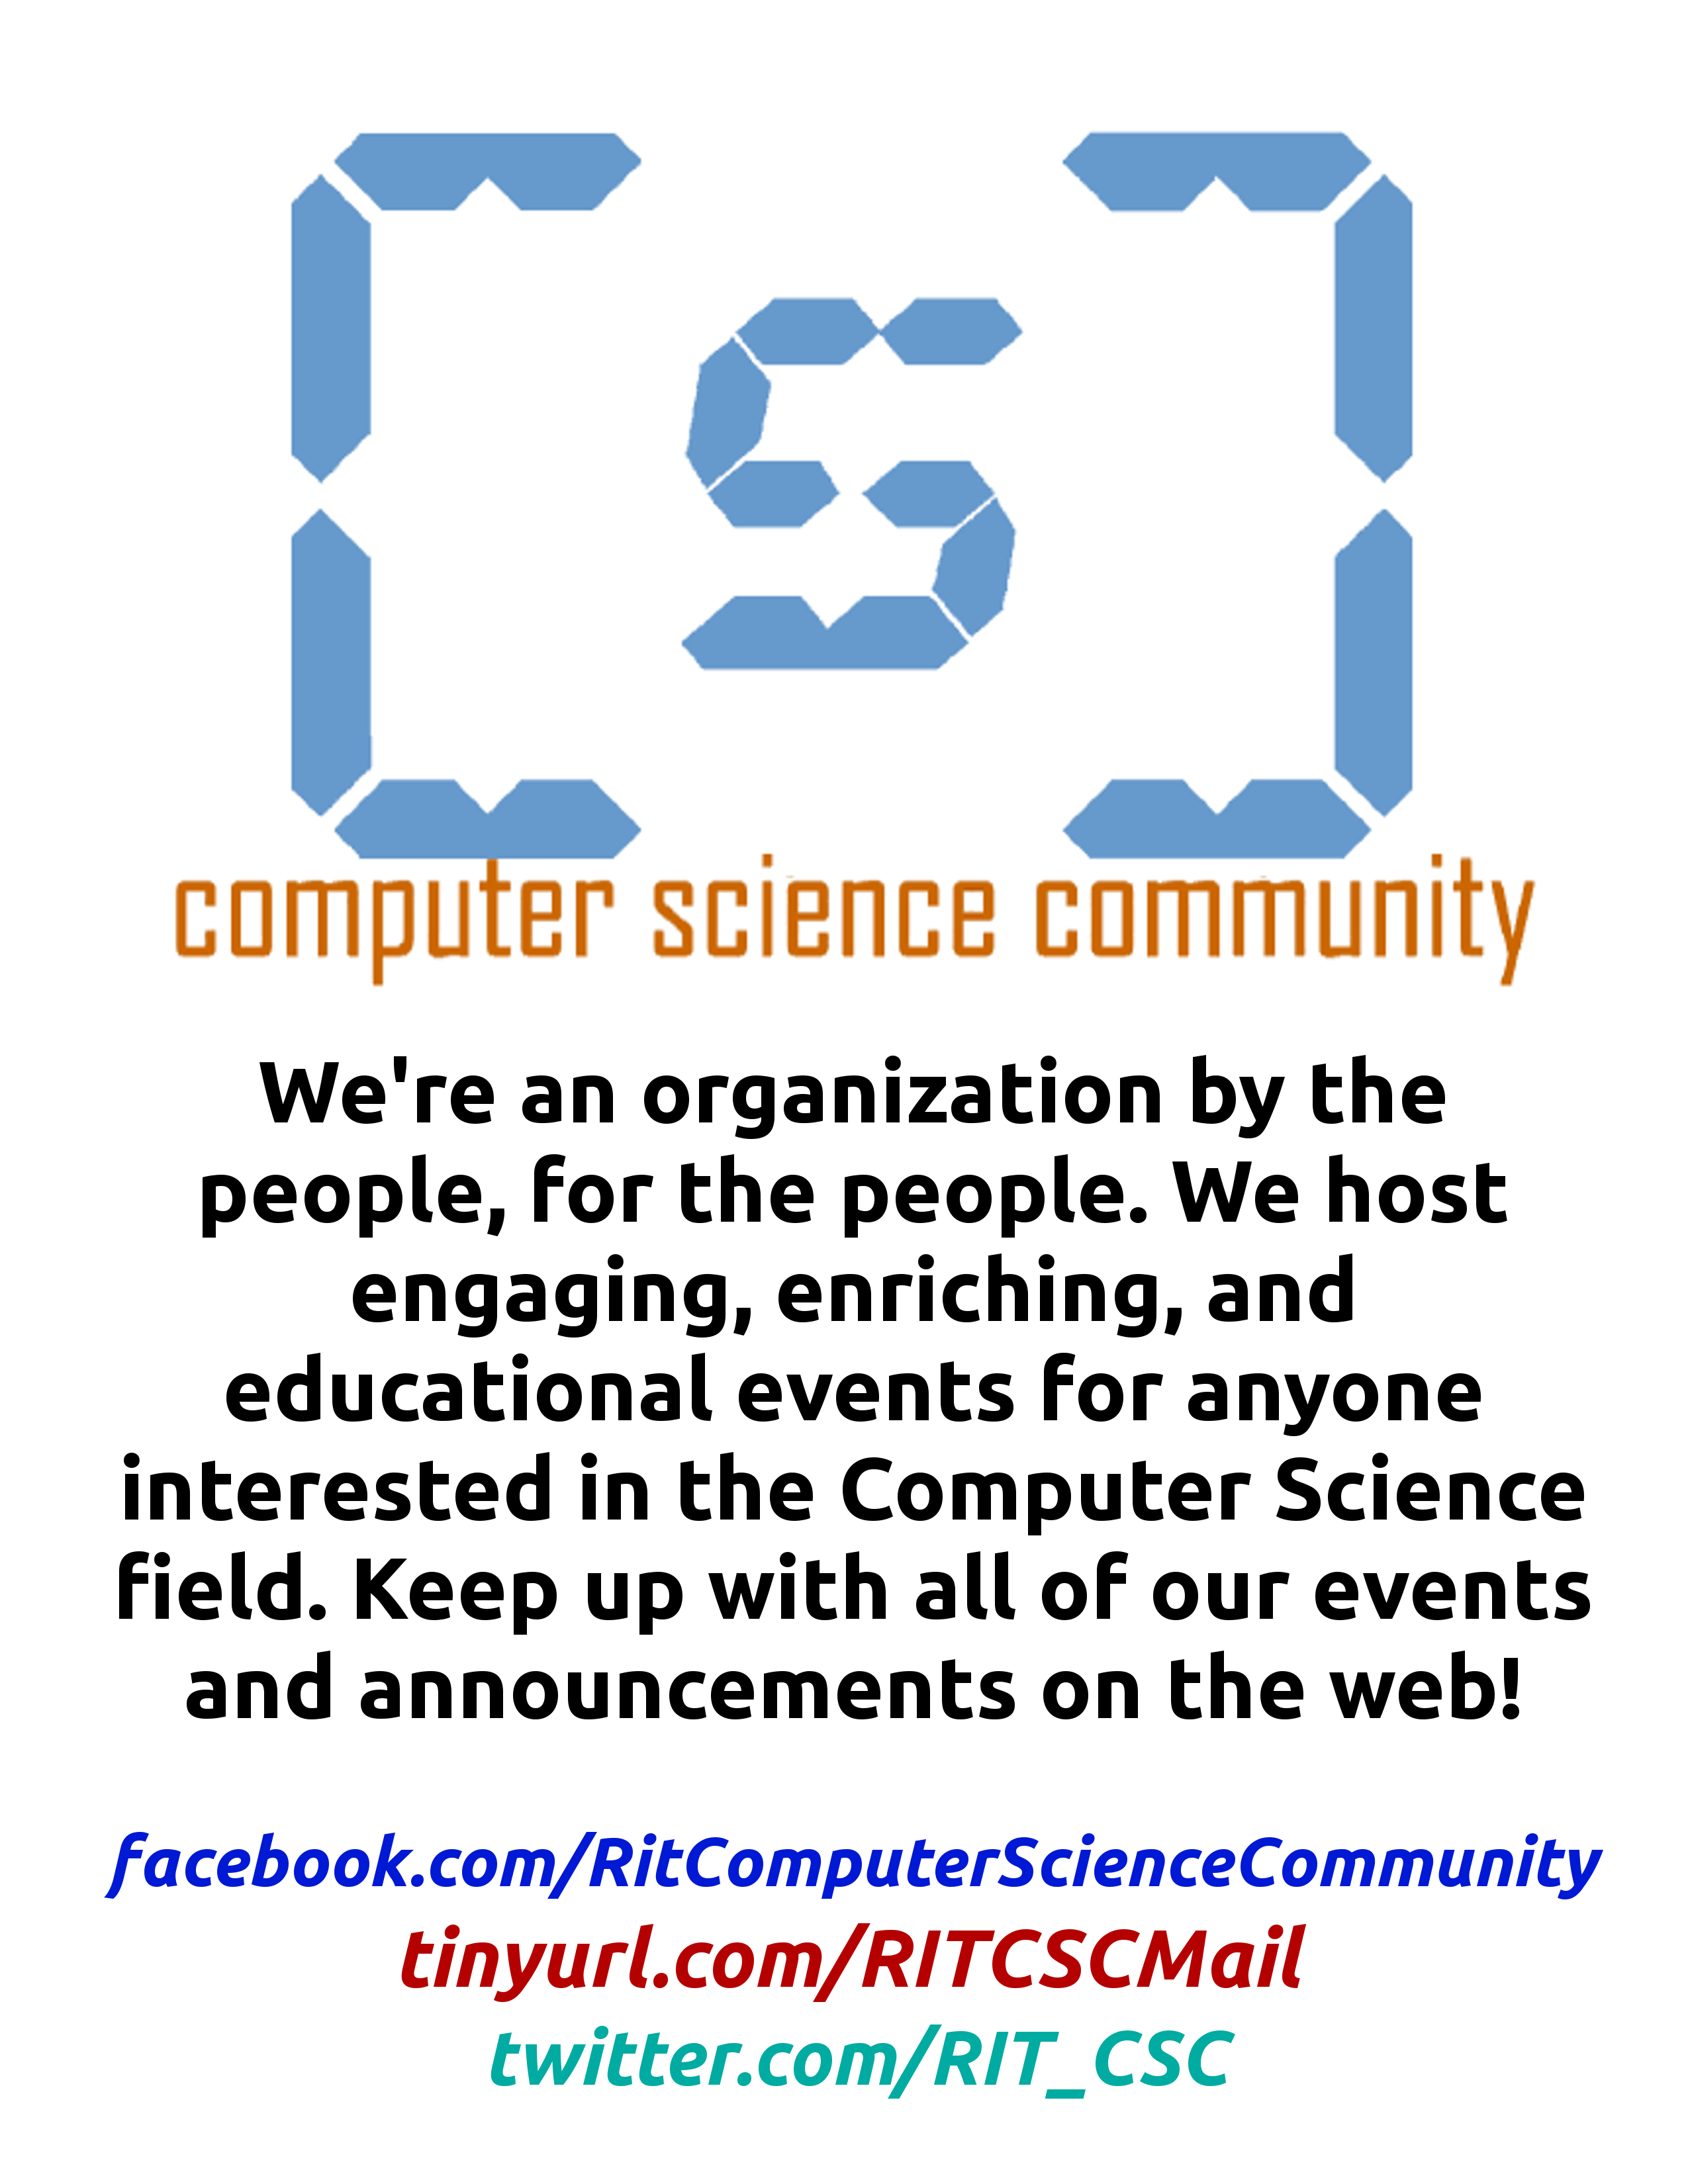 [S]
computer science community
We're an organization by the
people, for the people. We host
engaging, enriching, and
educational events for anyone
interested in the Computer Science
field. Keep up with all of our events
and announcements on the web!
facebook.com/RitComputerScienceCommunity
tinyurl.com/RITCSCMail
twitter.com/RIT_CSC